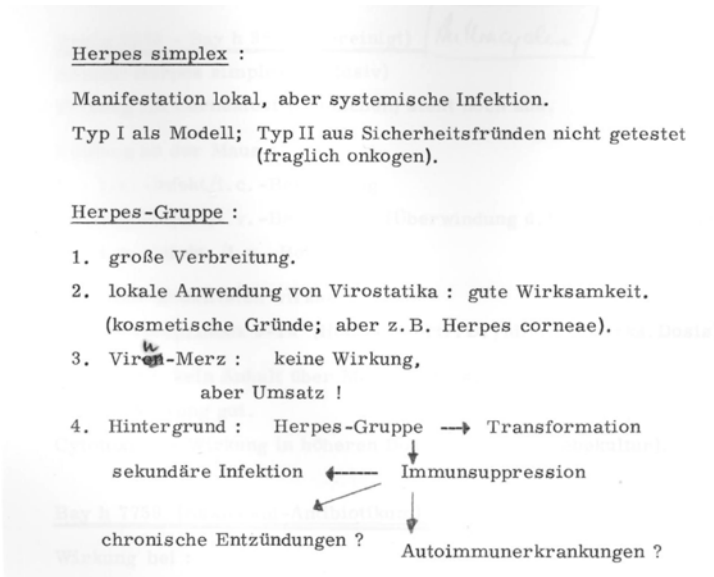 Herpes simplex :
Manifestation lokal, aber systemische Infektion.
Typ I als Modell; Typ II aus Sicherheitsfründen nicht getestet
(fraglich onkogen).
Herpes-Gruppe :
1. große Verbreitung.
2. lokale Anwendung von Virostatika : gute Wirksamkeit.
(kosmetische Gründe; aber z.B. Herpes corneae).
3. Viru-Merz : keine Wirkung,
aber Umsatz !
4. Hintergrund : Herpes-Gruppe → Transformation
sekundäre Infektion ← Immunsuppression
chronische Entzündungen ?
Autoimmunerkrankungen ?